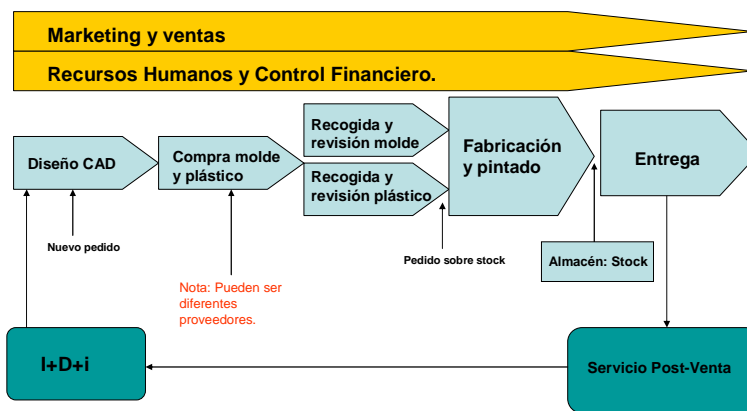 Marketing y ventas
Recursos Humanos y Control Financiero.
Diseño CAD
Compra molde
y plástico
Recogida y
revisión molde
Recogida y
revisión plástico
Fabricación
y pintado
Entrega
Nuevo pedido
Pedido sobre stock
Almacén: Stock
Nota: Pueden ser
diferentes
proveedores.
I+D+i
Servicio Post-Venta